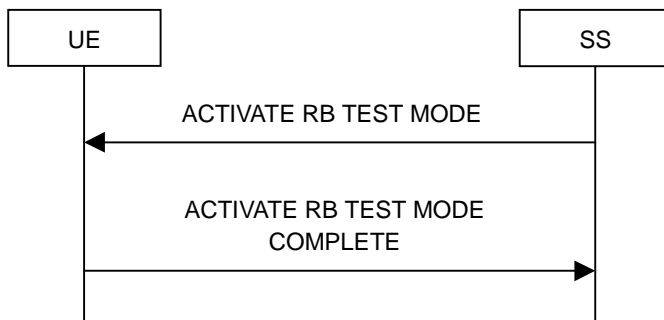 UE
SS
ACTIVATE RB TEST MODE
ACTIVATE RB TEST MODE
COMPLETE